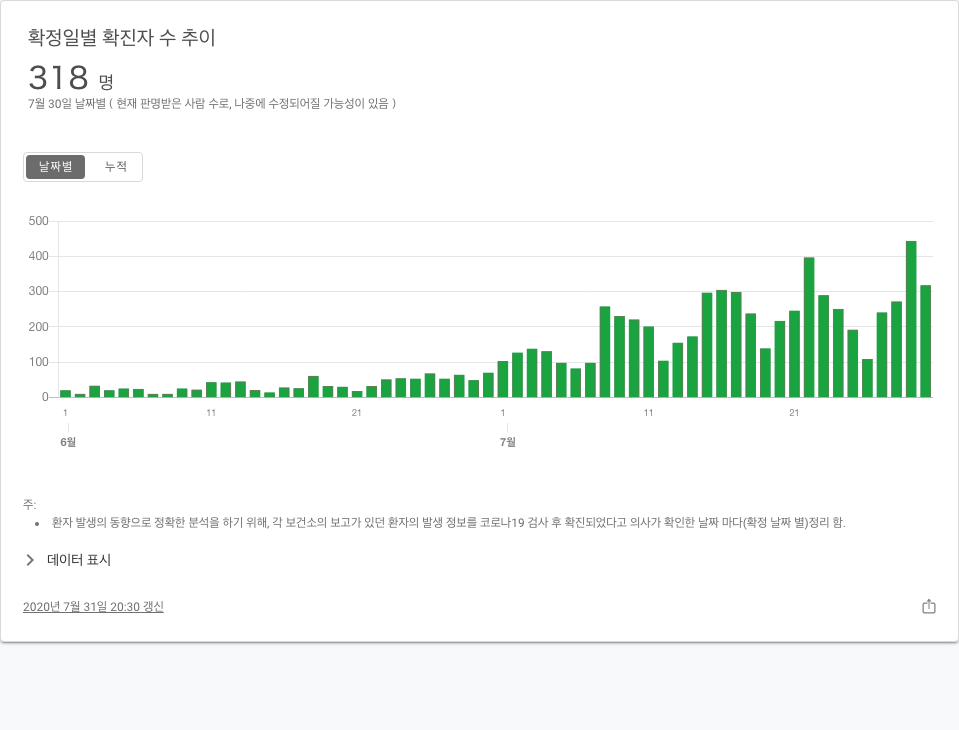 확정일별 확진자 수 추이
318 명
7월 30일 날짜별 ( 현재 판명받은 사람 수로, 나중에 수정되어질 가능성이 있음 )
날짜별 누적
500
400
300
200
100
0
1 11 21 1 11 21
6월 7월
주:
• 환자 발생의 동향으로 정확한 분석을 하기 위해, 각 보건소의 보고가 있던 환자의 발생 정보를 코로나19 검사 후 확진되었다고 의사가 확인한 날짜 마다(확정 날짜 별)정리 함.
데이터 표시
2020년 7월 31일 20:30 갱신